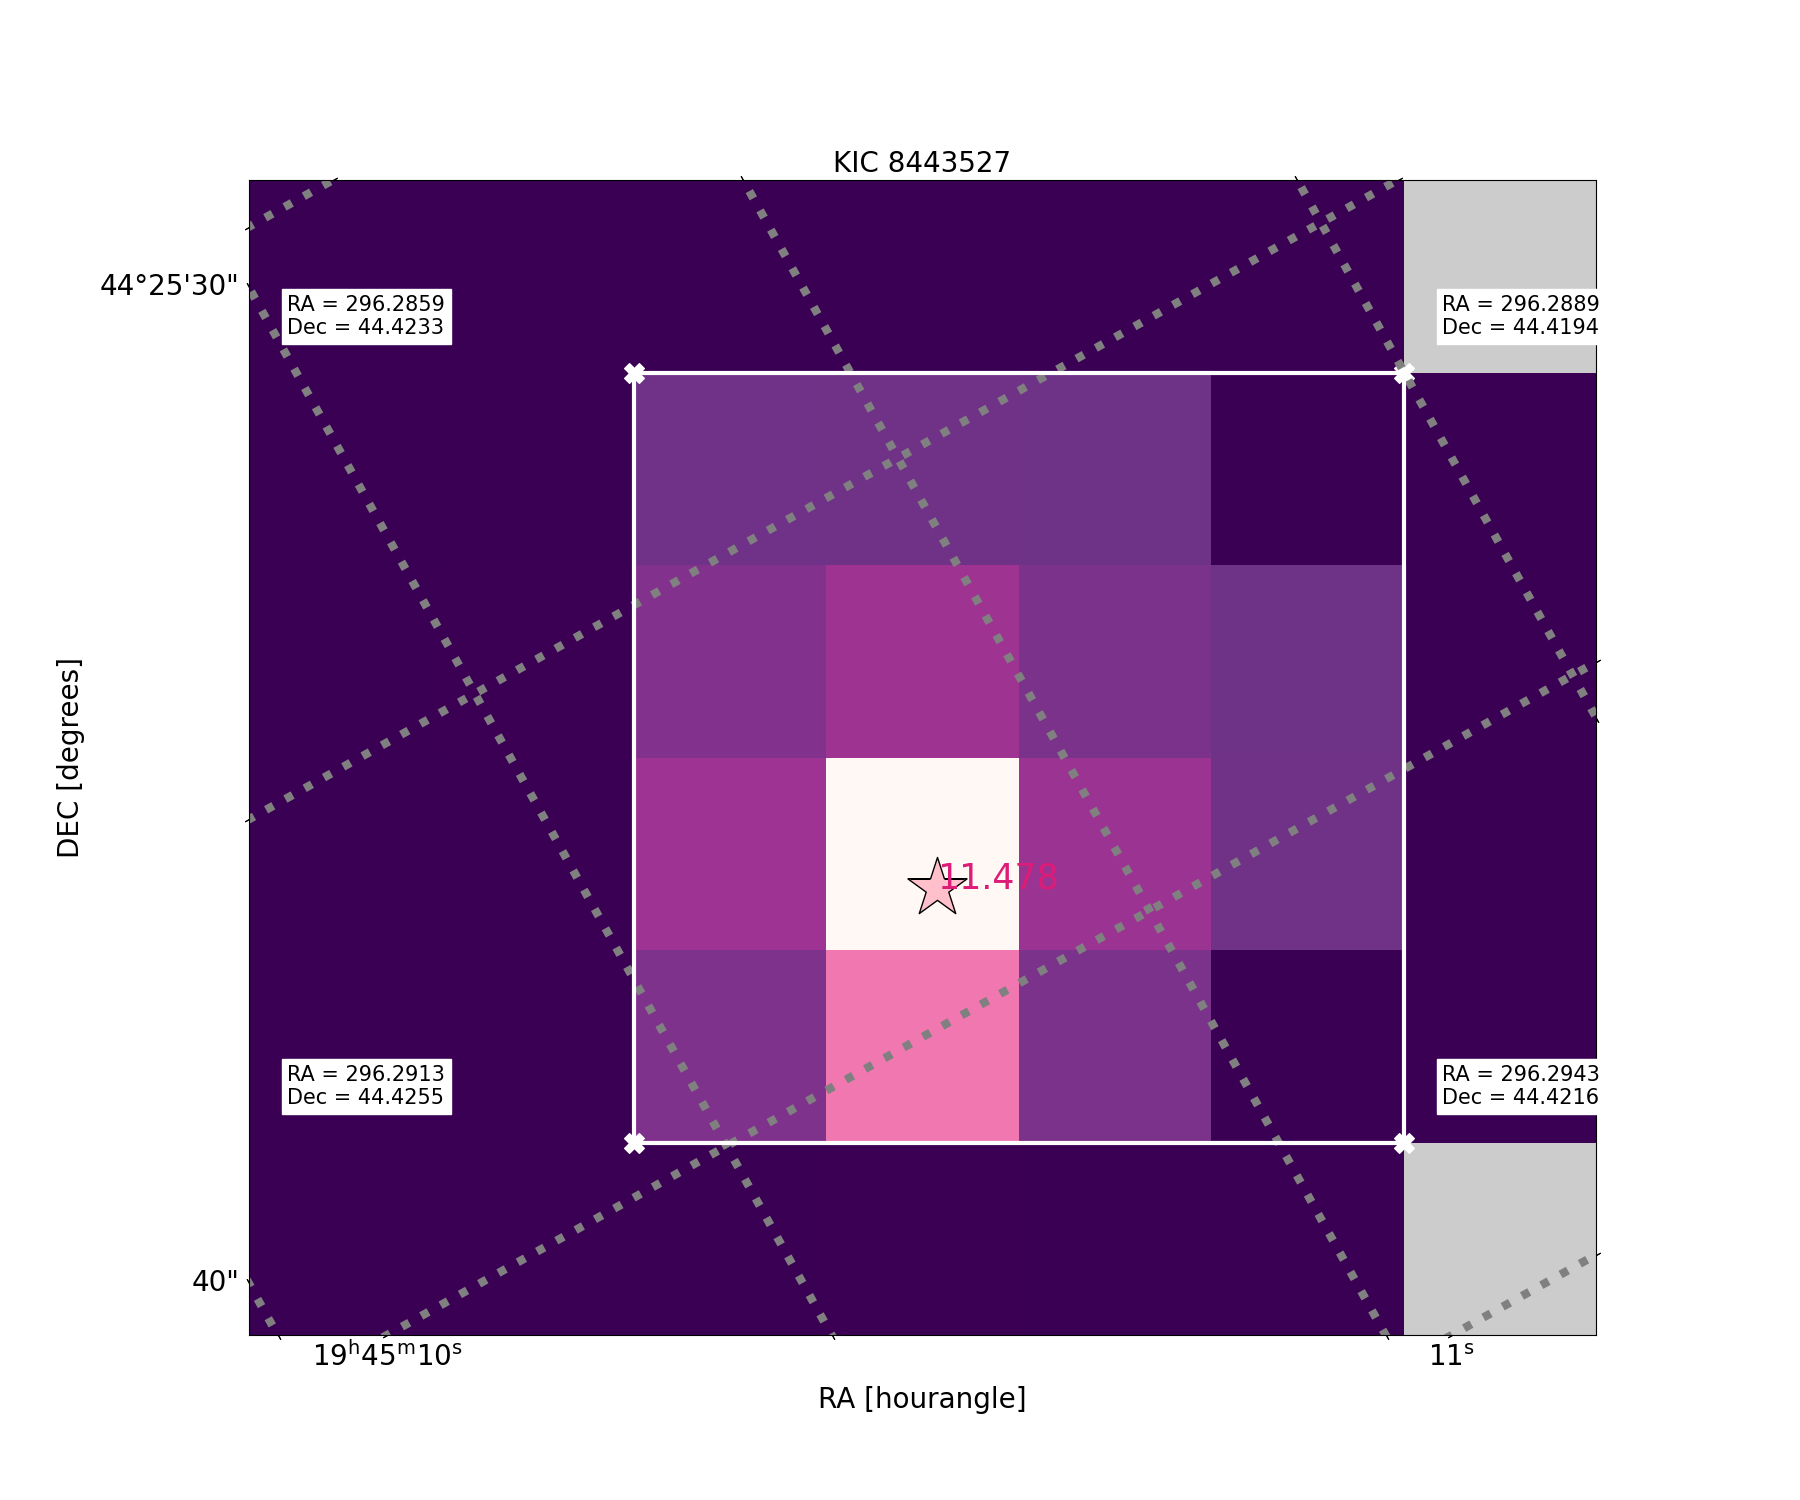 KIC 8443527
44°25'30"
RA = 296.2859
Dec = 44.4233
RA = 296.2889
Dec = 44.4194
DEC [degrees]
11.478
RA = 296.2913
Dec = 44.4255
RA = 296.2943
Dec = 44.4216
40"
19ʰ45ᵐ10ˢ
11ˢ
RA [hourangle]